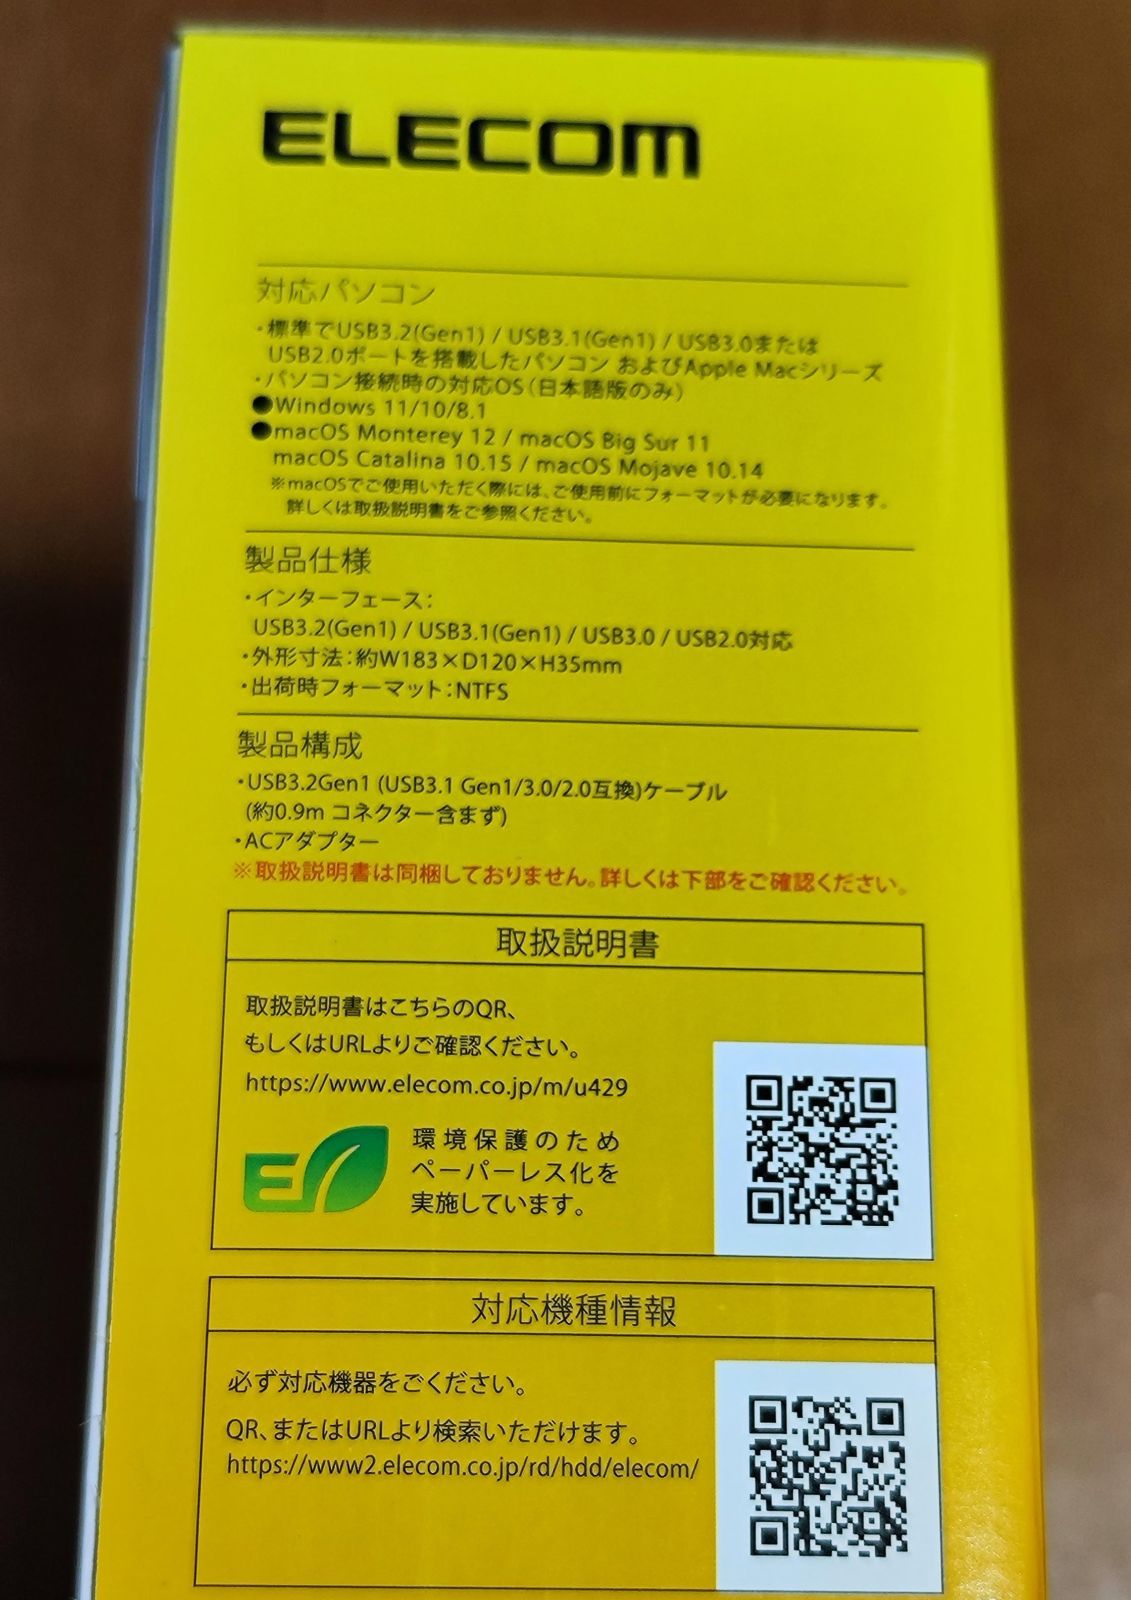 ELECOM
対応パソコン
・標準でUSB3.2(Gen1) / USB3.1(Gen1) / USB3.0または
USB2.0ポートを搭載したパソコン およびApple Macシリーズ
・パソコン接続時の対応OS(日本語版のみ)
●Windows 11/10/8.1
●macOS Monterey 12 / macOS Big Sur 11
macOS Catalina 10.15 / macOS Mojave 10.14
※macOSでご使用いただく際には、ご使用前にフォーマットが必要になります。
詳しくは取扱説明書をご参照ください。
製品仕様
・インターフェース:
USB3.2(Gen1) / USB3.1(Gen1) / USB3.0 / USB2.0対応
・外形寸法:約W183×D120×H35mm
・出荷時フォーマット:NTFS
製品構成
・USB3.2Gen1 (USB3.1 Gen1/3.0/2.0互換)ケーブル
(約0.9m コネクター含まず)
・ACアダプター
※取扱説明書は同梱しておりません。詳しくは下部をご確認ください。
取扱説明書
取扱説明書はこちらのQR、
もしくはURLよりご確認ください。
https://www.elecom.co.jp/m/u429
環境保護のため
ペーパーレス化を
実施しています。
対応機種情報
必ず対応機器をごください。
QR、またはURLより検索いただけます。
https://www2.elecom.co.jp/rd/hdd/elecom/